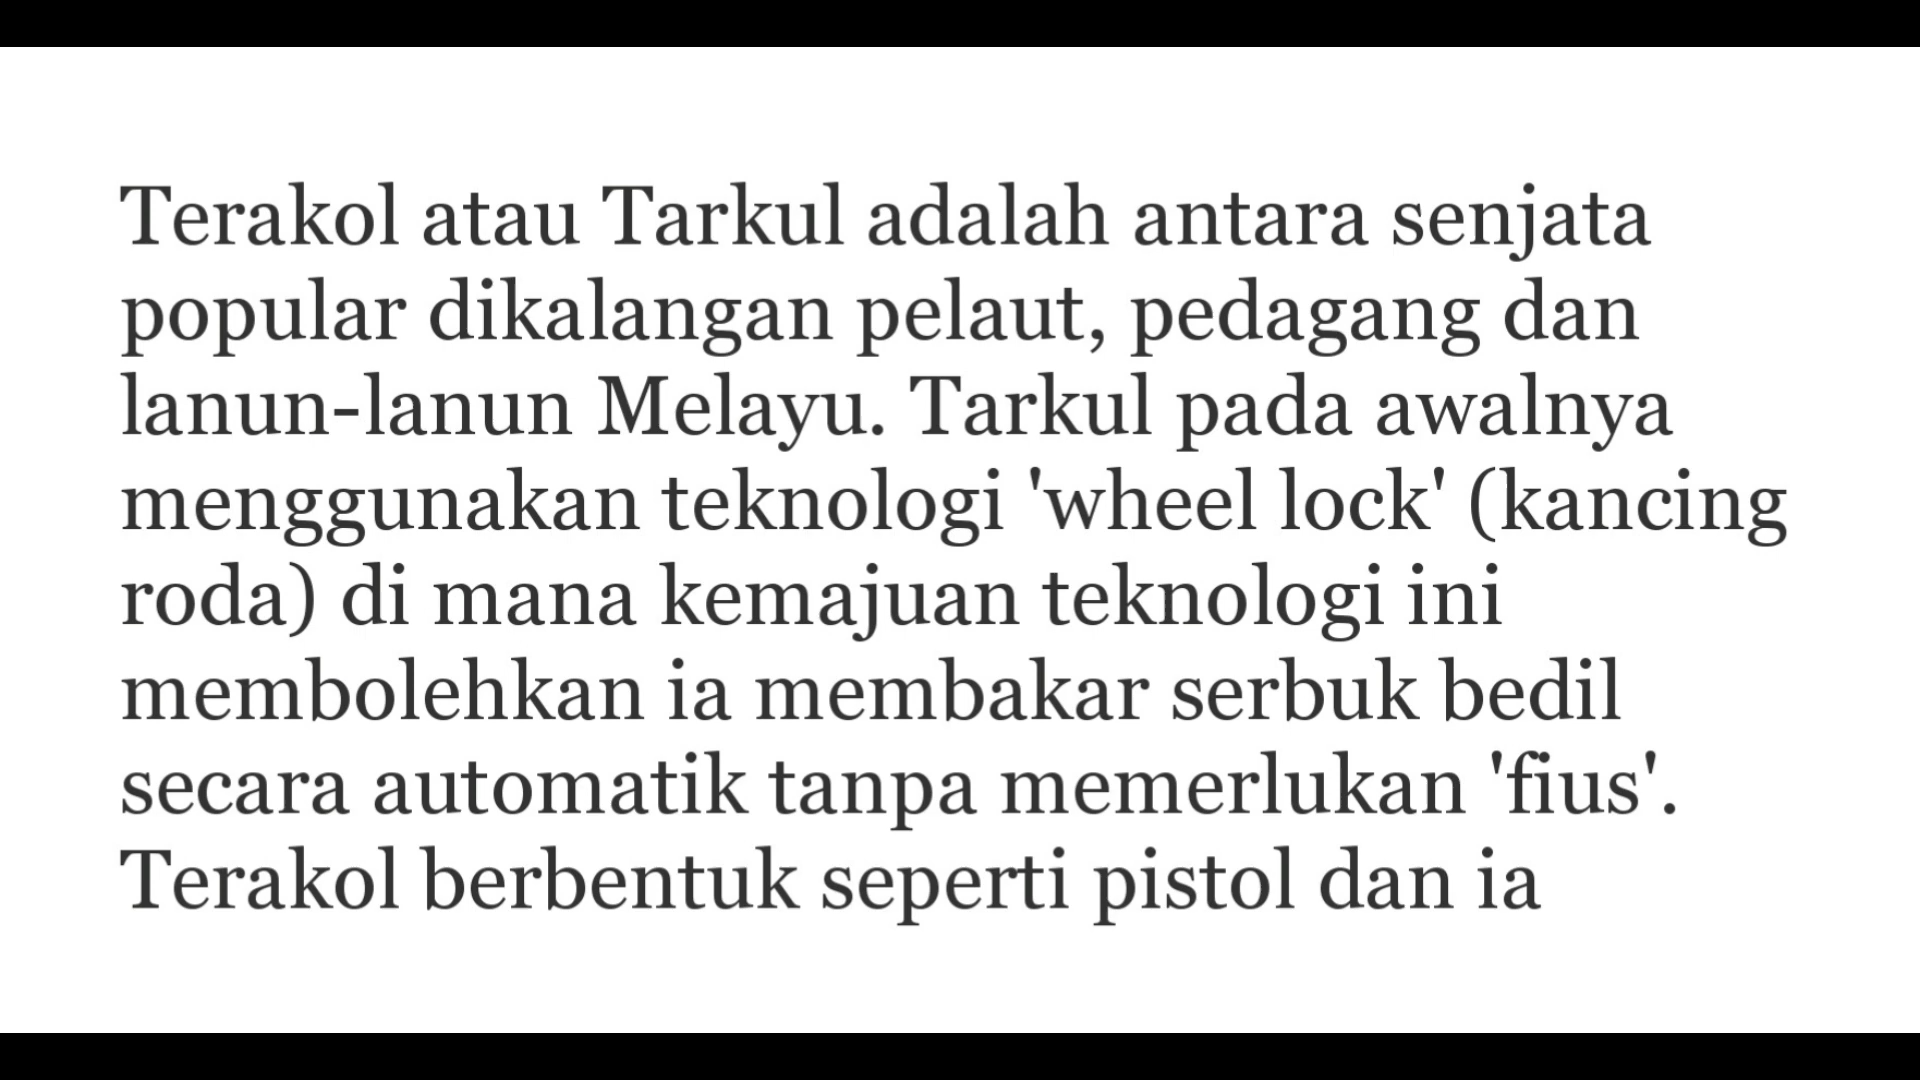 Terakol atau Tarkul adalah antara senjata
popular dikalangan pelaut, pedagang dan
lanun-lanun Melayu. Tarkul pada awalnya
menggunakan teknologi 'wheel lock' (kancing
roda) di mana kemajuan teknologi ini
membolehkan ia membakar serbuk bedil
secara automatik tanpa memerlukan 'fius'.
Terakol berbentuk seperti pistol dan ia